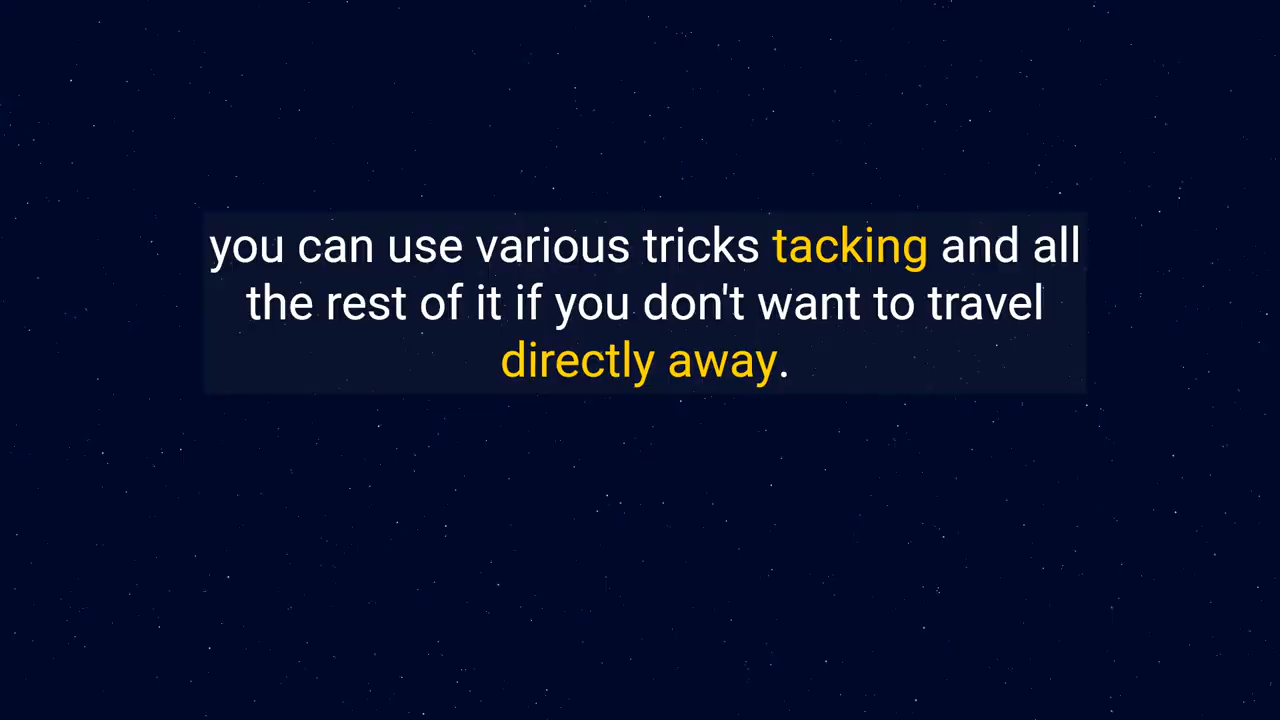 you can use various tricks tacking and all
the rest of it if you don't want to travel
directly away.